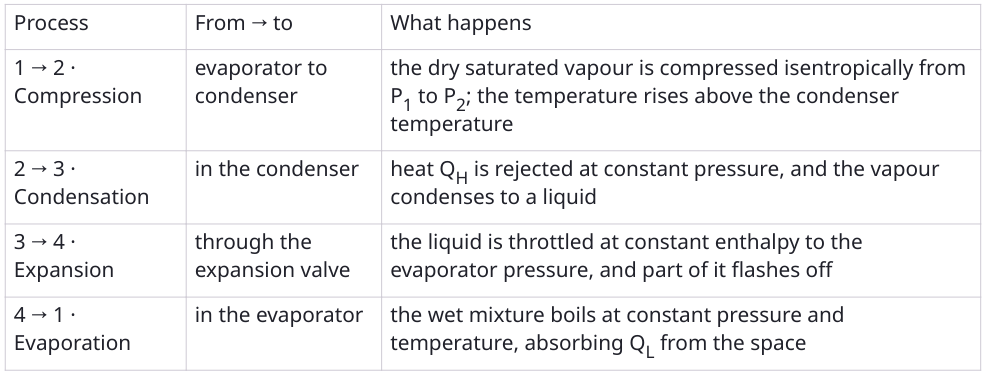 Process From → to What happens
1 → 2 · evaporator to the dry saturated vapour is compressed isentropically from
Compression condenser P1 to P2; the temperature rises above the condenser
temperature
2 → 3 · in the condenser heat QH is rejected at constant pressure, and the vapour
Condensation condenses to a liquid
3 → 4 · through the the liquid is throttled at constant enthalpy to the
Expansion expansion valve evaporator pressure, and part of it flashes off
4 → 1 · in the evaporator the wet mixture boils at constant pressure and
Evaporation temperature, absorbing QL from the space